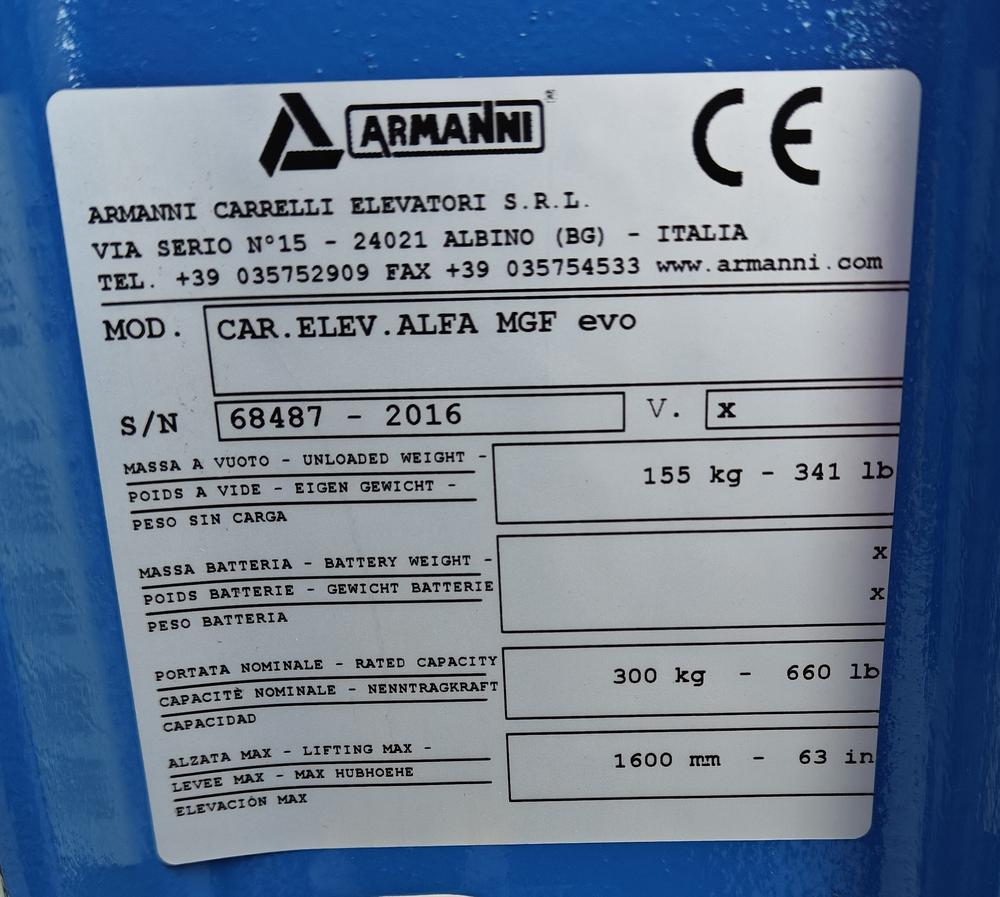 ARMANNI®
CE
ARMANNI CARRELLI ELEVATORI S.R.L.
VIA SERIO N°15 - 24021 ALBINO (BG) - ITALIA
TEL. +39 035752909 FAX +39 035754533 www.armanni.com
MOD. CAR.ELEV.ALFA MGF evo
S/N 68487 - 2016 V. x
MASSA A VUOTO - UNLOADED WEIGHT -
POIDS A VIDE - EIGEN GEWICHT -
PESO SIN CARGA
155 kg - 341 lb
MASSA BATTERIA - BATTERY WEIGHT -
POIDS BATTERIE - GEWICHT BATTERIE
PESO BATTERIA
x
x
PORTATA NOMINALE - RATED CAPACITY
CAPACITÈ NOMINALE - NENNTRAGKRAFT
CAPACIDAD
300 kg - 660 lb
ALZATA MAX - LIFTING MAX -
LEVEE MAX - MAX HUBHOEHE
ELEVACIÓN MAX
1600 mm - 63 in